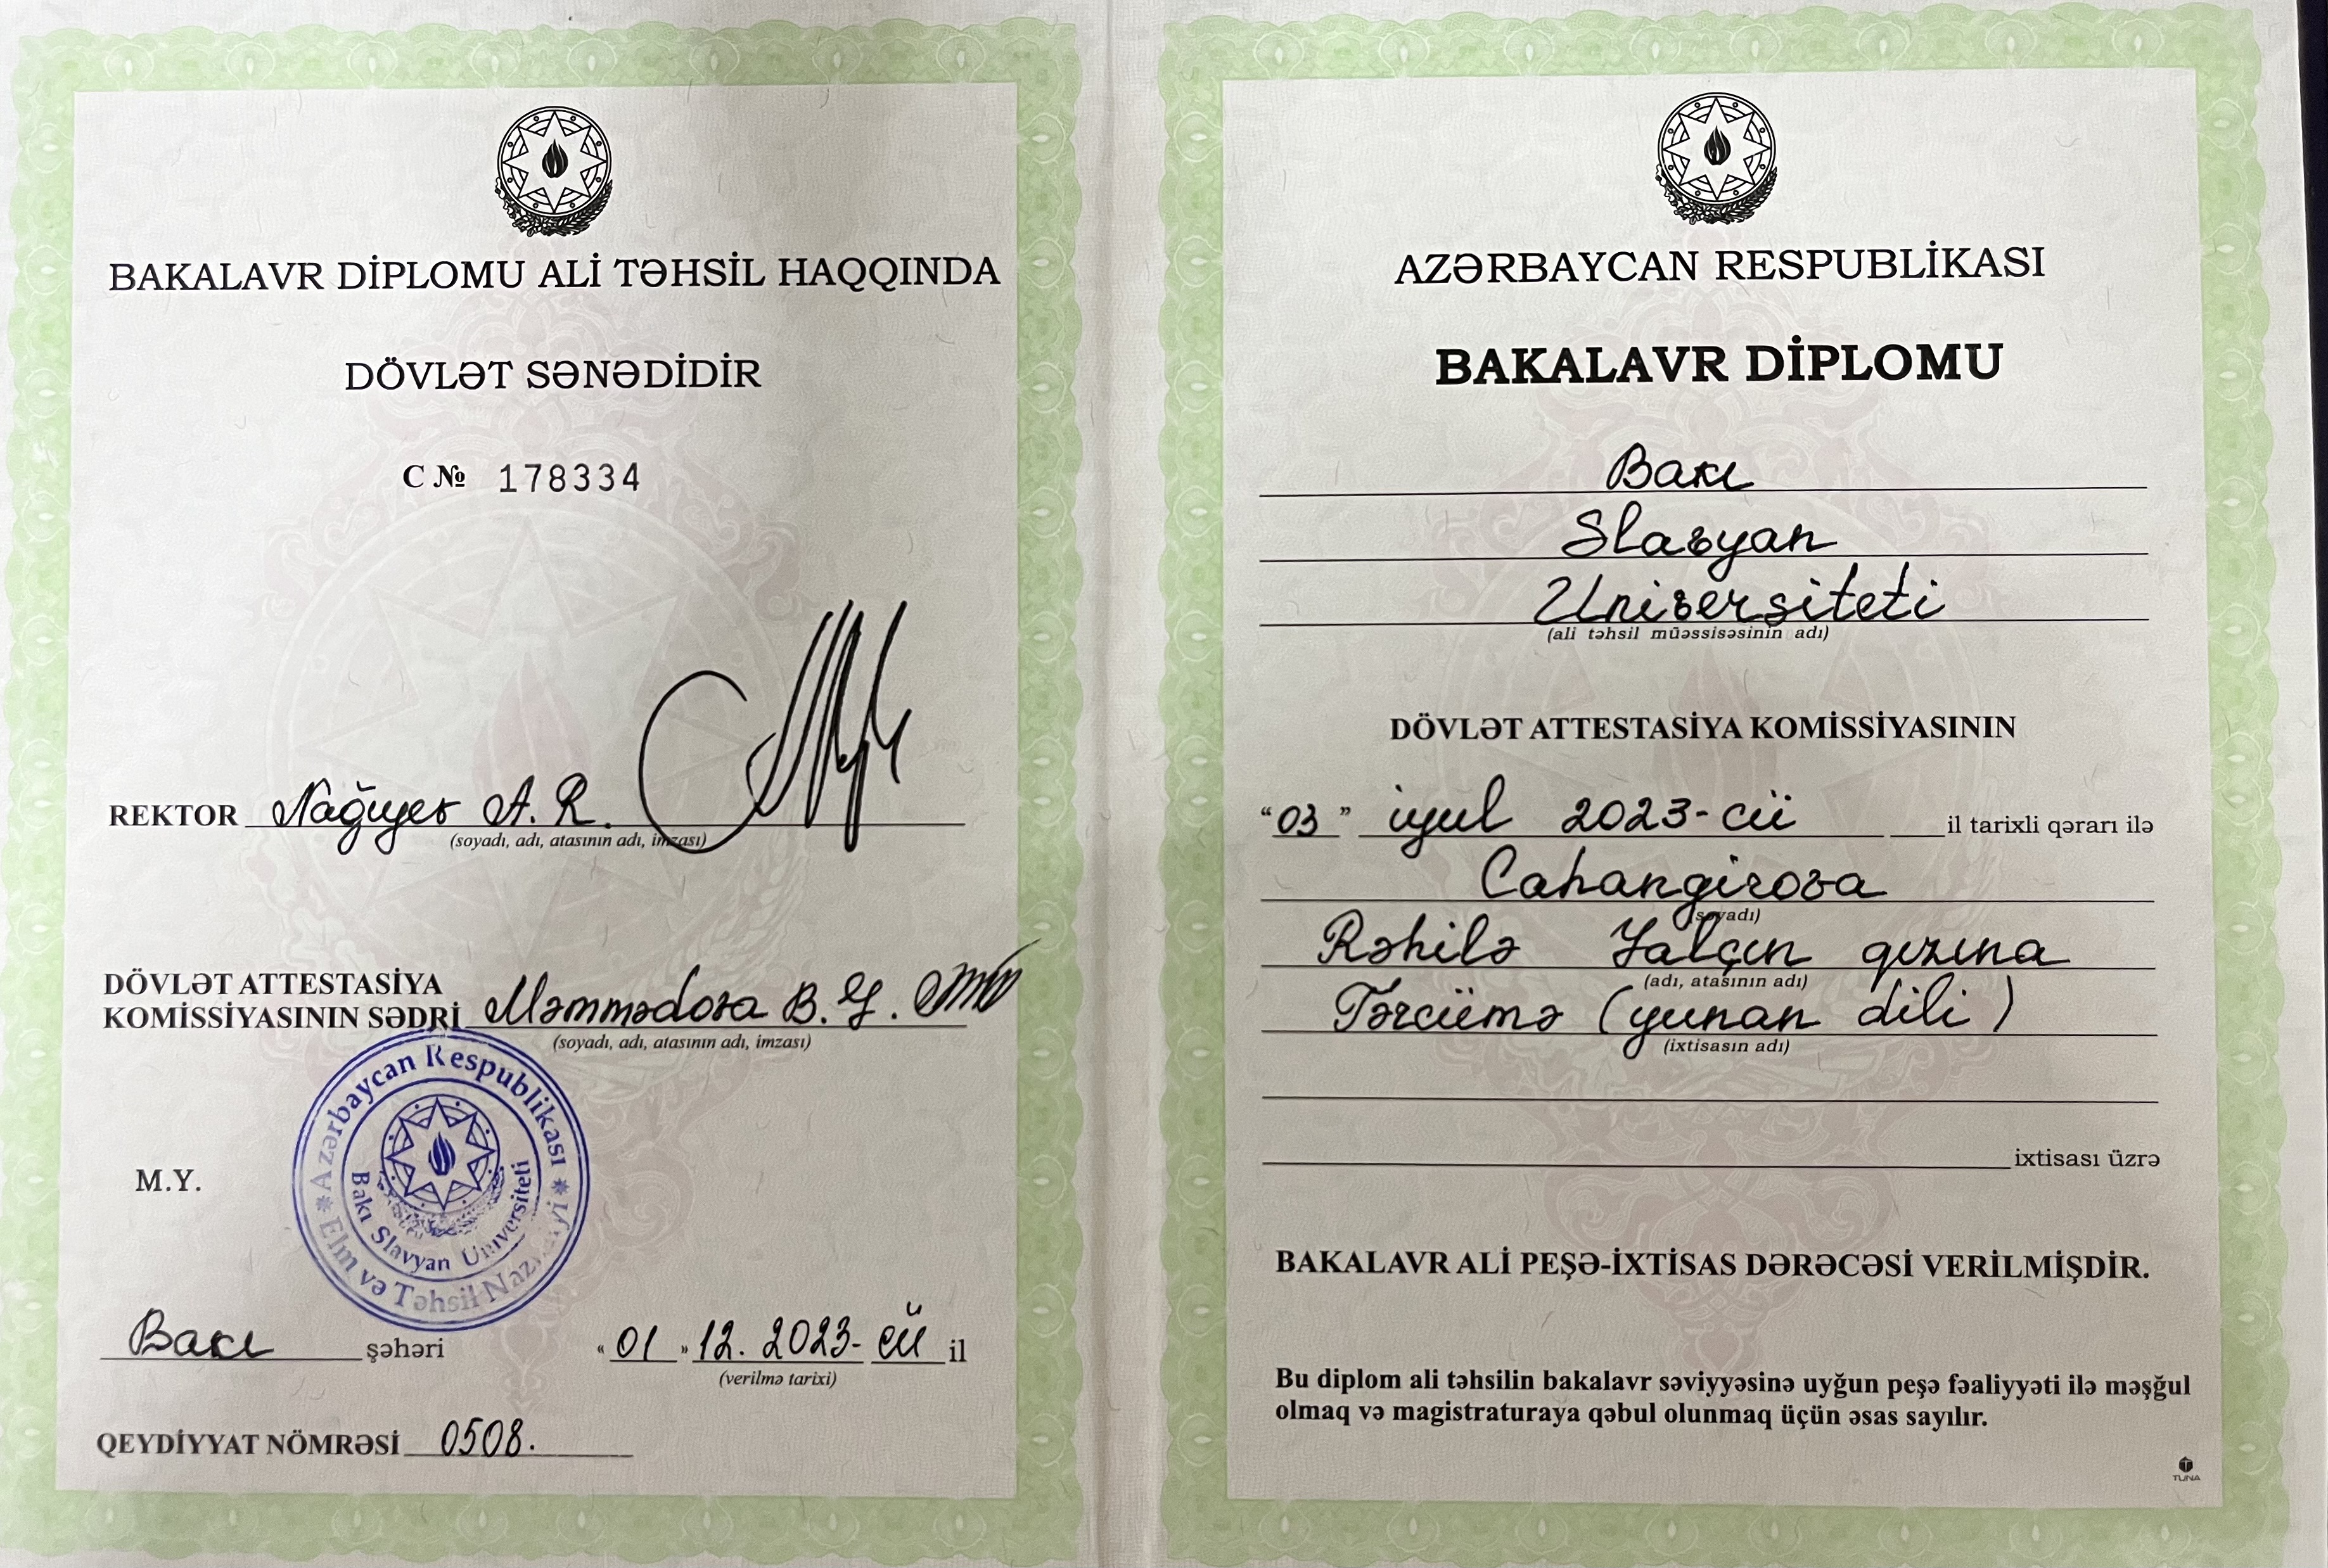 BAKALAVR DİPLOMU ALİ TƏHSİL HAQQINDA
DÖVLƏT SƏNƏDİDİR
C № 178334
REKTOR Nağıyev A. R.
(soyadı, adı, atasının adı, imzası)
DÖVLƏT ATTESTASİYA
KOMİSSİYASININ SƏDRİ Məmmədova B. Y.
(soyadı, adı, atasının adı, imzası)
Azərbaycan Respublikası
Elm və Təhsil Nazirliyi
Bakı Slavyan Universiteti
M.Y.
Bakı şəhəri «01» 12. 2023-cü il
(verilmə tarixi)
QEYDİYYAT NÖMRƏSİ 0508.
AZƏRBAYCAN RESPUBLİKASI
BAKALAVR DİPLOMU
Bakı
Slavyan
Universiteti
(ali təhsil müəssisəsinin adı)
DÖVLƏT ATTESTASİYA KOMİSSİYASININ
“03” iyul 2023-cü il tarixli qərarı ilə
Cahangirova
(soyadı)
Rəhilə Yalçın qızına
(adı, atasının adı)
Tərcümə (yunan dili)
(ixtisasın adı)
ixtisası üzrə
BAKALAVR ALİ PEŞƏ-İXTİSAS DƏRƏCƏSİ VERİLMİŞDİR.
Bu diplom ali təhsilin bakalavr səviyyəsinə uyğun peşə fəaliyyəti ilə məşğul
olmaq və magistraturaya qəbul olunmaq üçün əsas sayılır.
TUNA